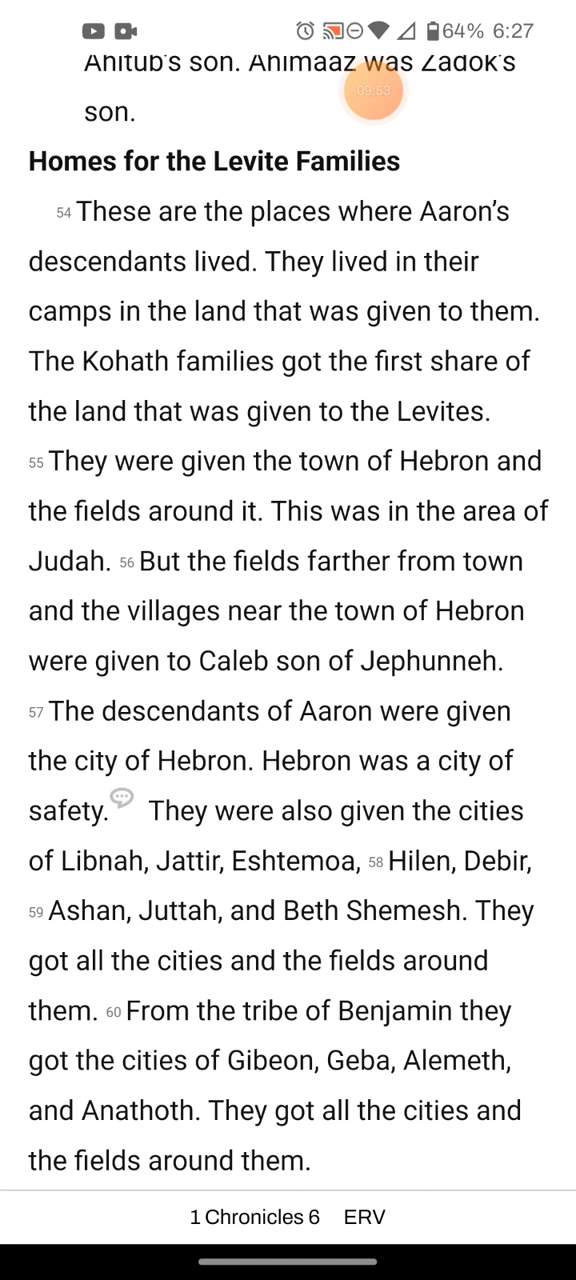 64% 6:27
Ahitub's son. Ahimaaz was Zadok's
09:53
son.
Homes for the Levite Families
54 These are the places where Aaron’s
descendants lived. They lived in their
camps in the land that was given to them.
The Kohath families got the first share of
the land that was given to the Levites.
55 They were given the town of Hebron and
the fields around it. This was in the area of
Judah. 56 But the fields farther from town
and the villages near the town of Hebron
were given to Caleb son of Jephunneh.
57 The descendants of Aaron were given
the city of Hebron. Hebron was a city of
safety. They were also given the cities
of Libnah, Jattir, Eshtemoa, 58 Hilen, Debir,
59 Ashan, Juttah, and Beth Shemesh. They
got all the cities and the fields around
them. 60 From the tribe of Benjamin they
got the cities of Gibeon, Geba, Alemeth,
and Anathoth. They got all the cities and
the fields around them.
1 Chronicles 6 ERV